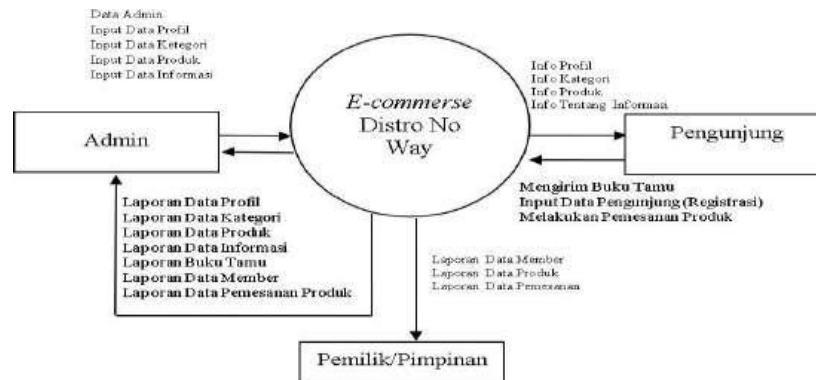 Data Admin
Input Data Profil
Input Data Ketegori
Input Data Produk
Input Data Informasi
Admin
E-commerse
Distro No
Way
Info Profil
Info Kategori
Info Produk
Info Tentang Informasi
Pengunjung
Mengirim Buku Tamu
Input Data Pengunjung (Registrasi)
Melakukan Pemesanan Produk
Laporan Data Profil
Laporan Data Kategori
Laporan Data Produk
Laporan Data Informasi
Laporan Buku Tamu
Laporan Data Member
Laporan Data Pemesanan Produk
Laporan Data Member
Laporan Data Produk
Laporan Data Pemesanan
Pemilik/Pimpinan